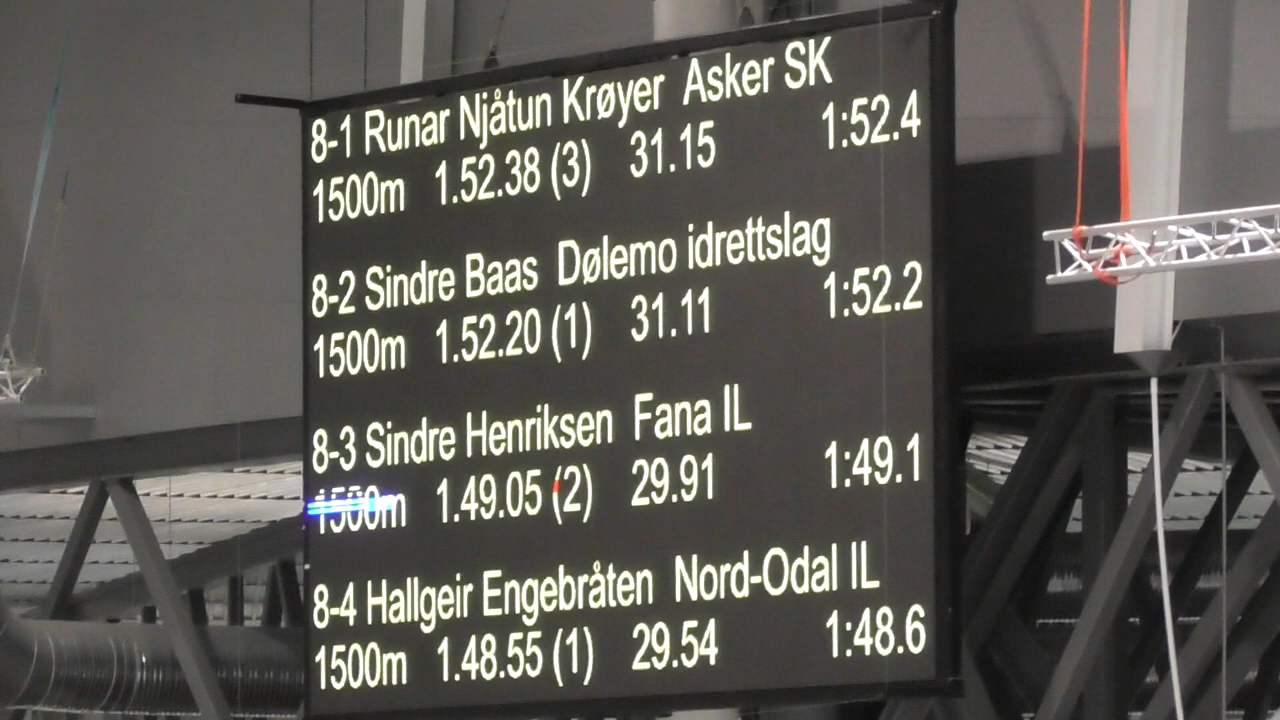 8-1 Runar Njåtun Krøyer Asker SK
1500m 1.52.38 (3) 31.15 1:52.4
8-2 Sindre Baas Dølemo idrettslag
1500m 1.52.20 (1) 31.11 1:52.2
8-3 Sindre Henriksen Fana IL
1500m 1.49.05 (2) 29.91 1:49.1
8-4 Hallgeir Engebråten Nord-Odal IL
1500m 1.48.55 (1) 29.54 1:48.6